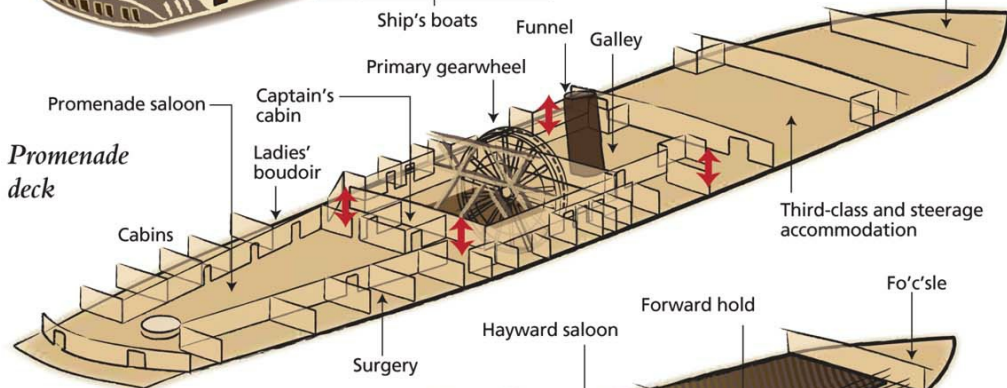 Ship's boats
Funnel
Galley
Primary gearwheel
Promenade saloon
Captain's
cabin
Promenade
deck
Ladies'
boudoir
Cabins
Third-class and steerage
accommodation
Surgery
Hayward saloon
Forward hold
Fo'c'sle